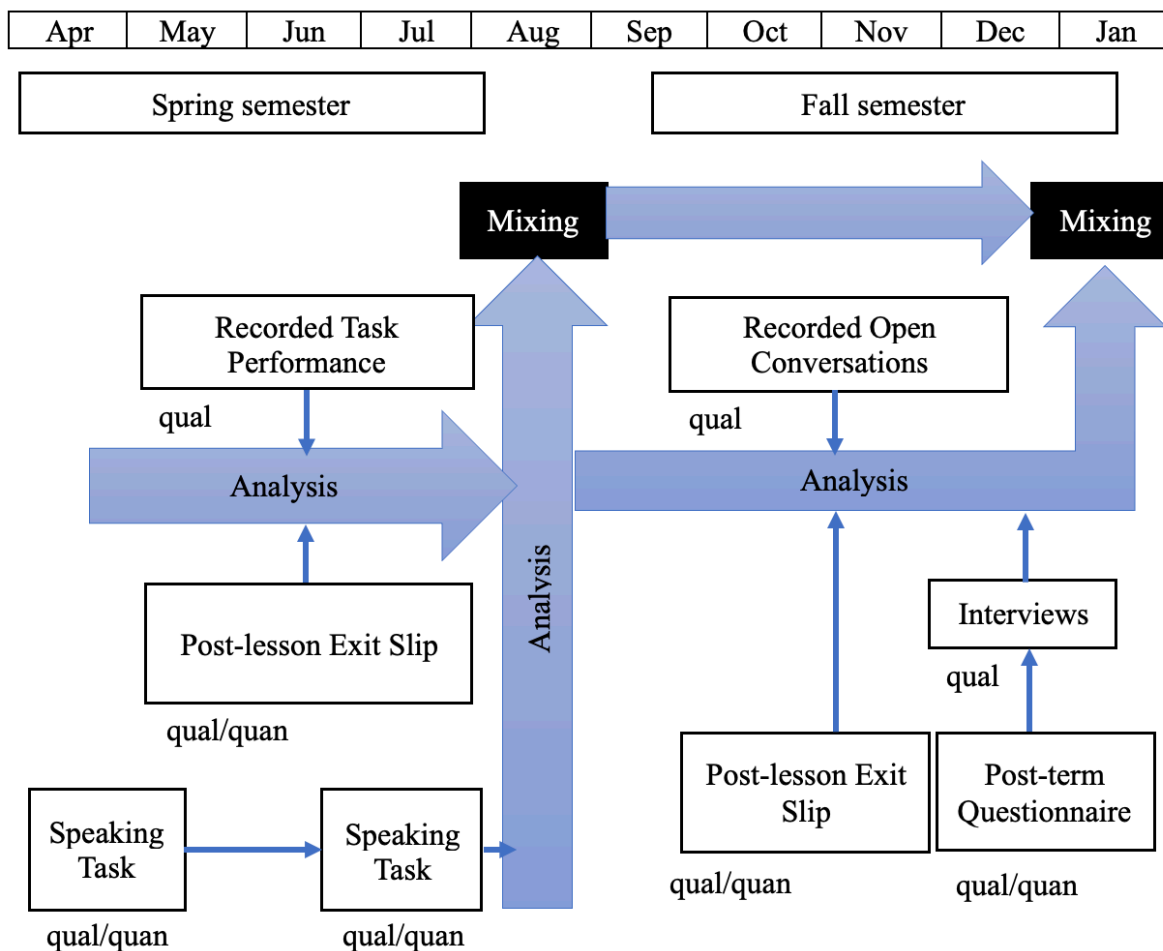 Apr May Jun Jul Aug Sep Oct Nov Dec Jan
Spring semester
Fall semester
Mixing
Mixing
Recorded Task
Performance
qual
Recorded Open
Conversations
qual
Analysis
Analysis
Analysis
Post-lesson Exit Slip
qual/quan
Interviews
qual
Speaking
Task
qual/quan
Speaking
Task
qual/quan
Post-lesson Exit
Slip
qual/quan
Post-term
Questionnaire
qual/quan